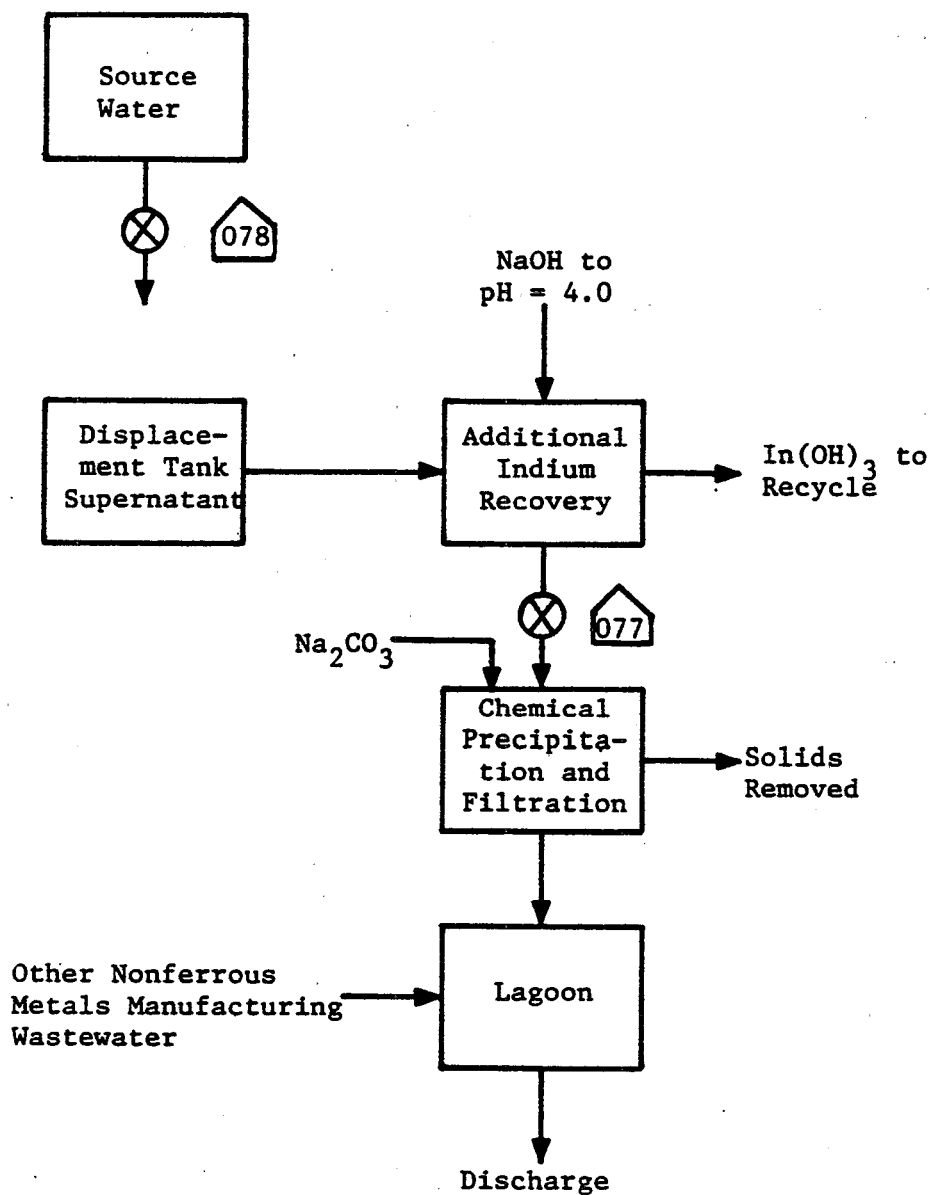 Source
Water
078
NaOH to
pH = 4.0
Displace-
ment Tank
Supernatant
Additional
Indium
Recovery
In(OH)₃ to
Recycle
077
Na₂CO₃
Chemical
Precipita-
tion and
Filtration
Solids
Removed
Other Nonferrous
Metals Manufacturing
Wastewater
Lagoon
Discharge